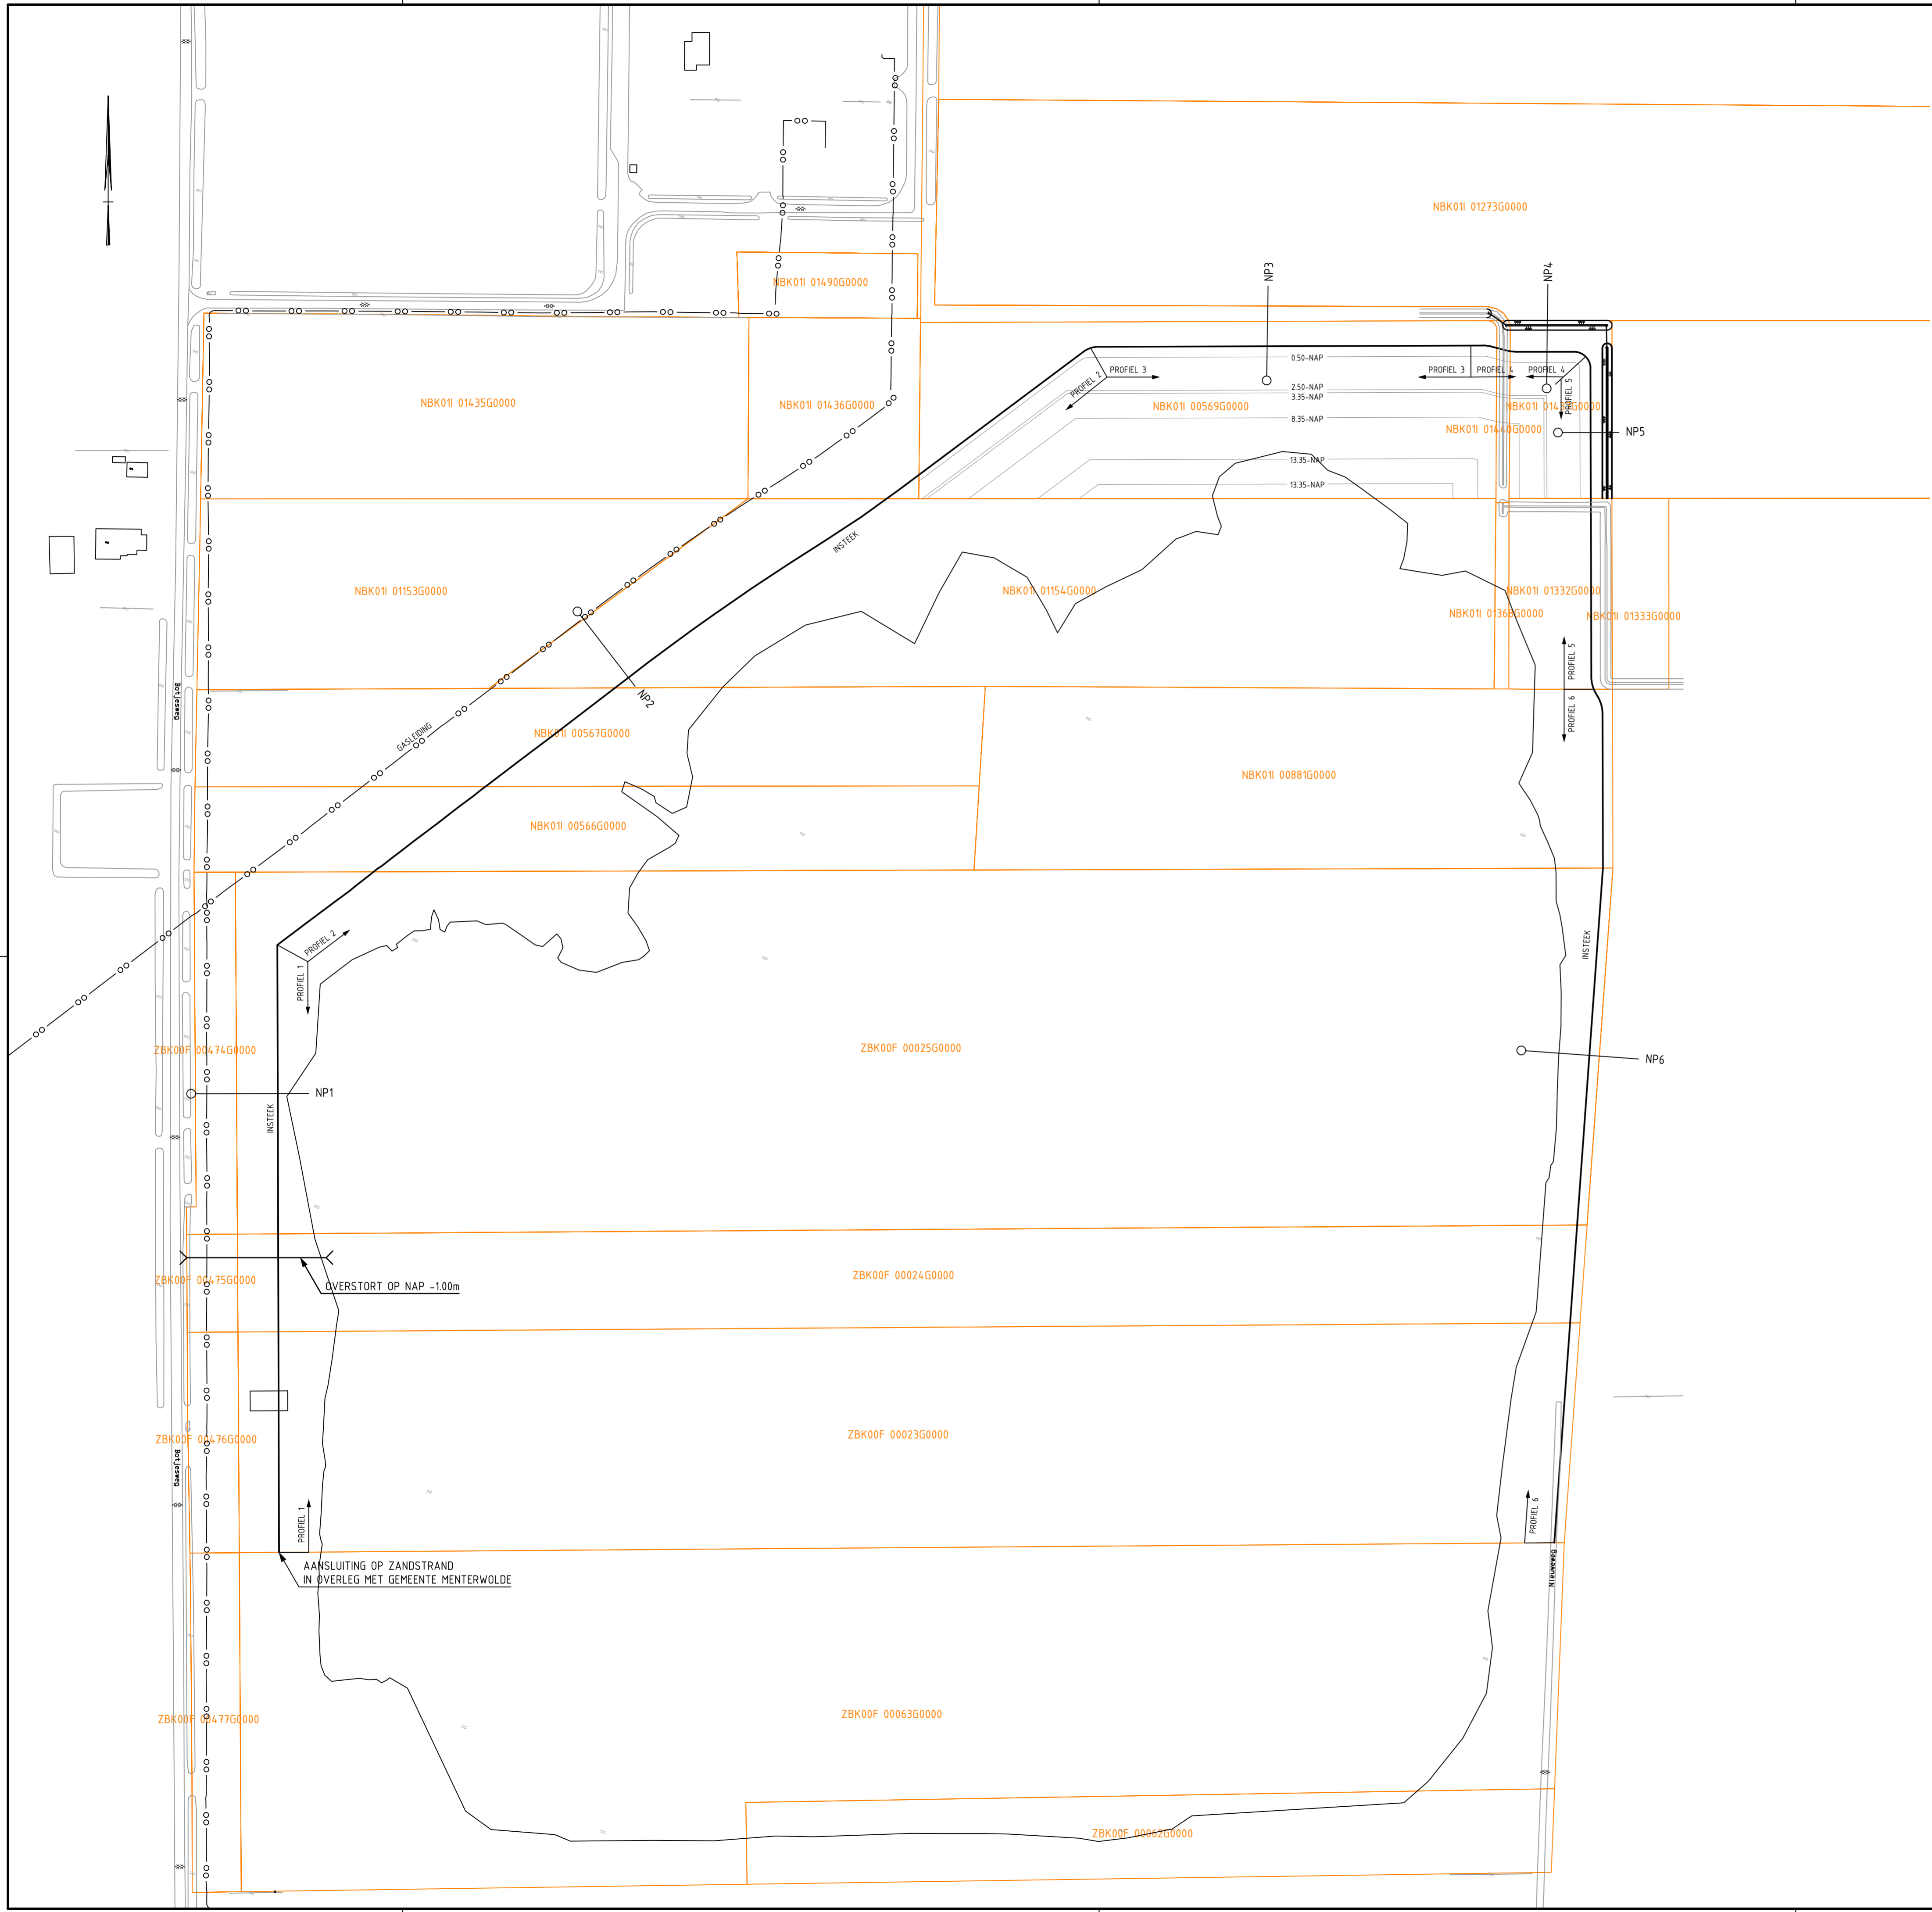 NBK01I 01273G0000
NP3
NP4
NBK01I 01490G0000
0.50-NAP
PROFIEL 2
PROFIEL 3
PROFIEL 3
PROFIEL 4
PROFIEL 4
PROFIEL 5
2.50-NAP
3.35-NAP
NBK01I 01435G0000
NBK01I 01436G0000
NBK01I 00569G0000
8.35-NAP
NBK01I 01440G0000
NP5
13.35-NAP
13.35-NAP
INSTEEK
NBK01I 01153G0000
NBK01I 01154G0000
NBK01I 01332G0000
NBK01I 01333G0000
PROFIEL 5
PROFIEL 6
Botjesweg
NP2
GASLEIDING
NBK01I 00567G0000
NBK01I 00881G0000
NBK01I 00566G0000
PROFIEL 2
PROFIEL 1
INSTEEK
ZBK00F 00474G0000
ZBK00F 00025G0000
NP6
NP1
INSTEEK
ZBK00F 00475G0000
ZBK00F 00024G0000
OVERSTORT OP NAP -1.00m
ZBK00F 00476G0000
ZBK00F 00023G0000
Botjesweg
PROFIEL 1
PROFIEL 6
AANSLUITING OP ZANDSTRAND
IN OVERLEG MET GEMEENTE MENTERWOLDE
Nieuweweg
ZBK00F 00477G0000
ZBK00F 00063G0000
ZBK00F 00062G0000